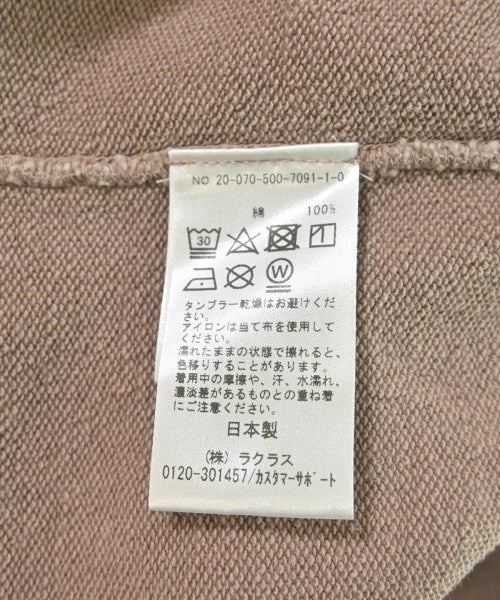 NO. 20-070-500-7091-1-0
綿 100%
30
W
タンブラー乾燥はお避けくだ
さい。
アイロンは当て布を使用して
ください。
濡れたままの状態で擦れると、
色移りすることがあります。
着用中の摩擦や、汗、水濡れ、
濃淡差があるものとの重ね着
にご注意ください。
日本製
(株) ラクラス
0120-301457/カスタマーサポート